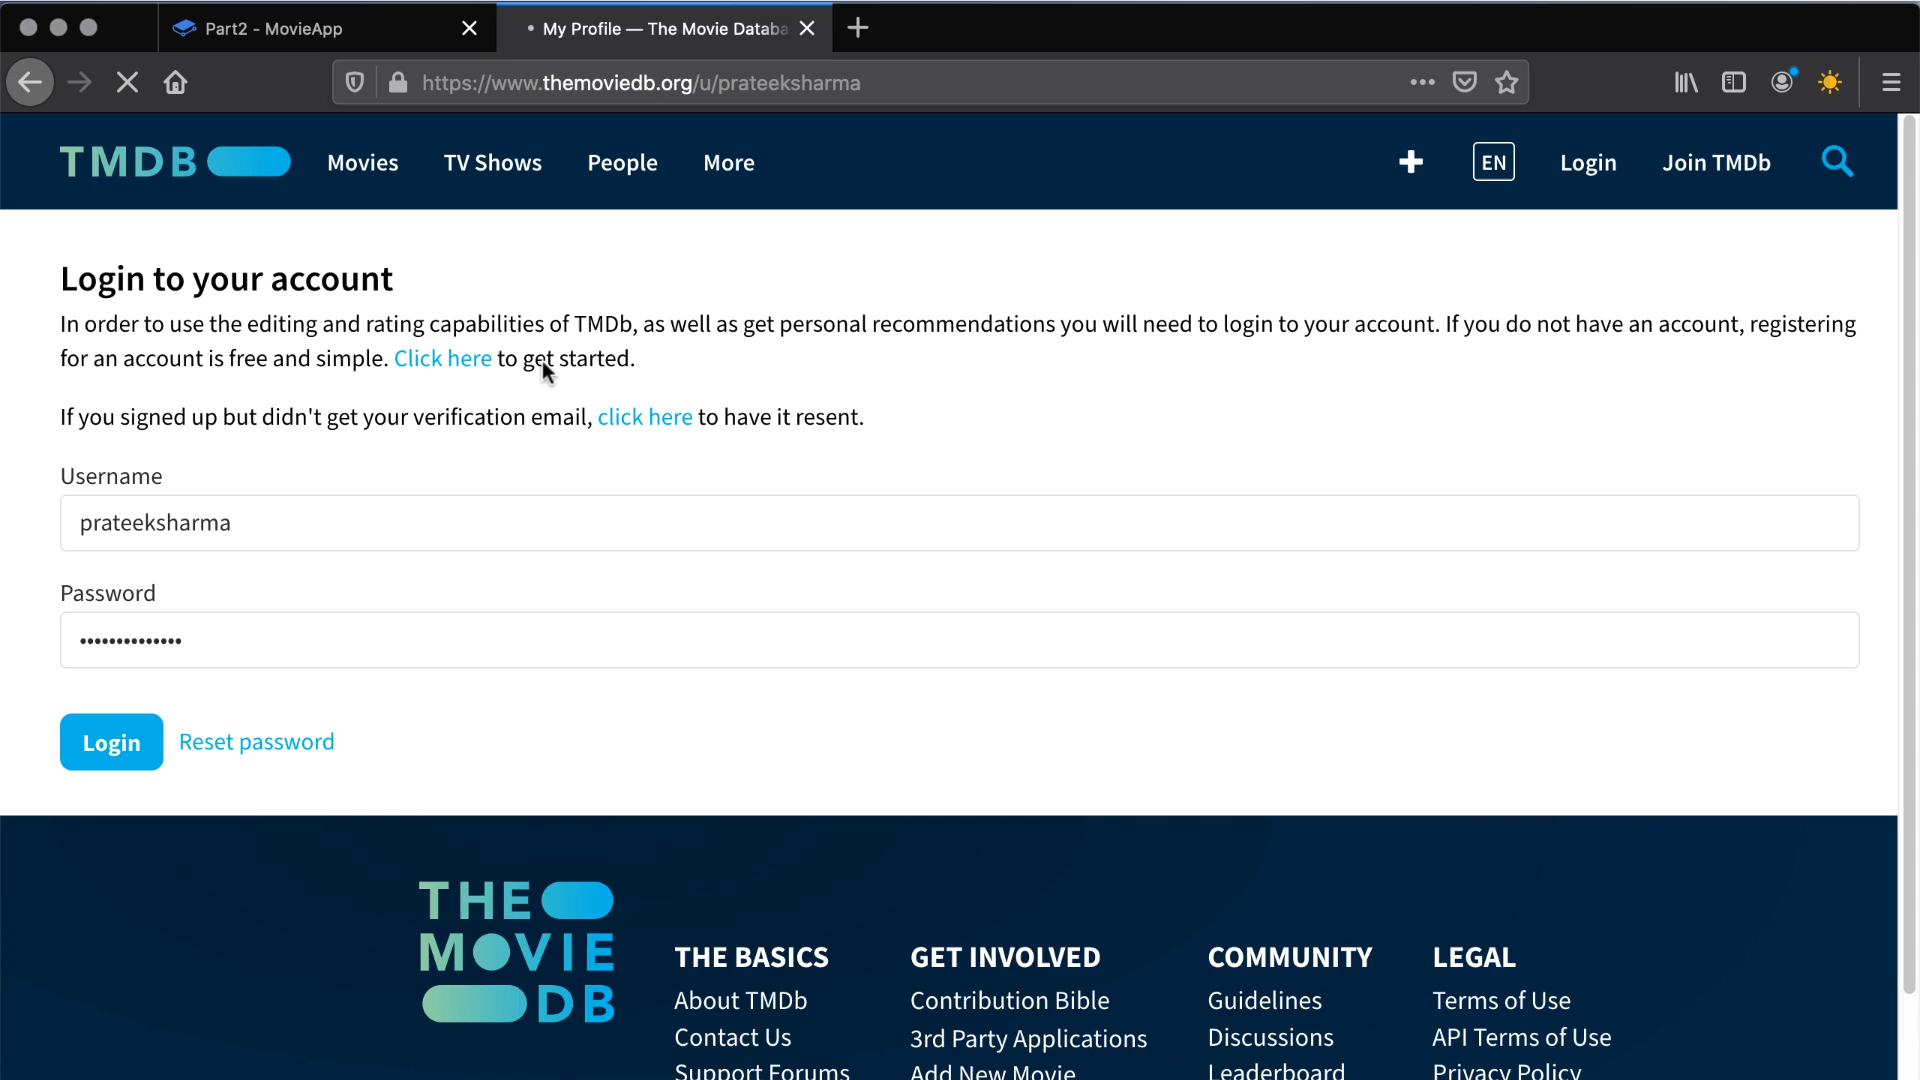 Part2 - MovieApp
My Profile — The Movie Databa
https://www.themoviedb.org/u/prateeksharma
TMDB
Movies
TV Shows
People
More
EN
Login
Join TMDb
Login to your account
In order to use the editing and rating capabilities of TMDb, as well as get personal recommendations you will need to login to your account. If you do not have an account, registering
for an account is free and simple. Click here to get started.
If you signed up but didn't get your verification email, click here to have it resent.
Username
prateeksharma
Password
••••••••••••••
Login
Reset password
THE
MOVIE
DB
THE BASICS
About TMDb
Contact Us
Support Forums
GET INVOLVED
Contribution Bible
3rd Party Applications
Add New Movie
COMMUNITY
Guidelines
Discussions
Leaderboard
LEGAL
Terms of Use
API Terms of Use
Privacy Policy